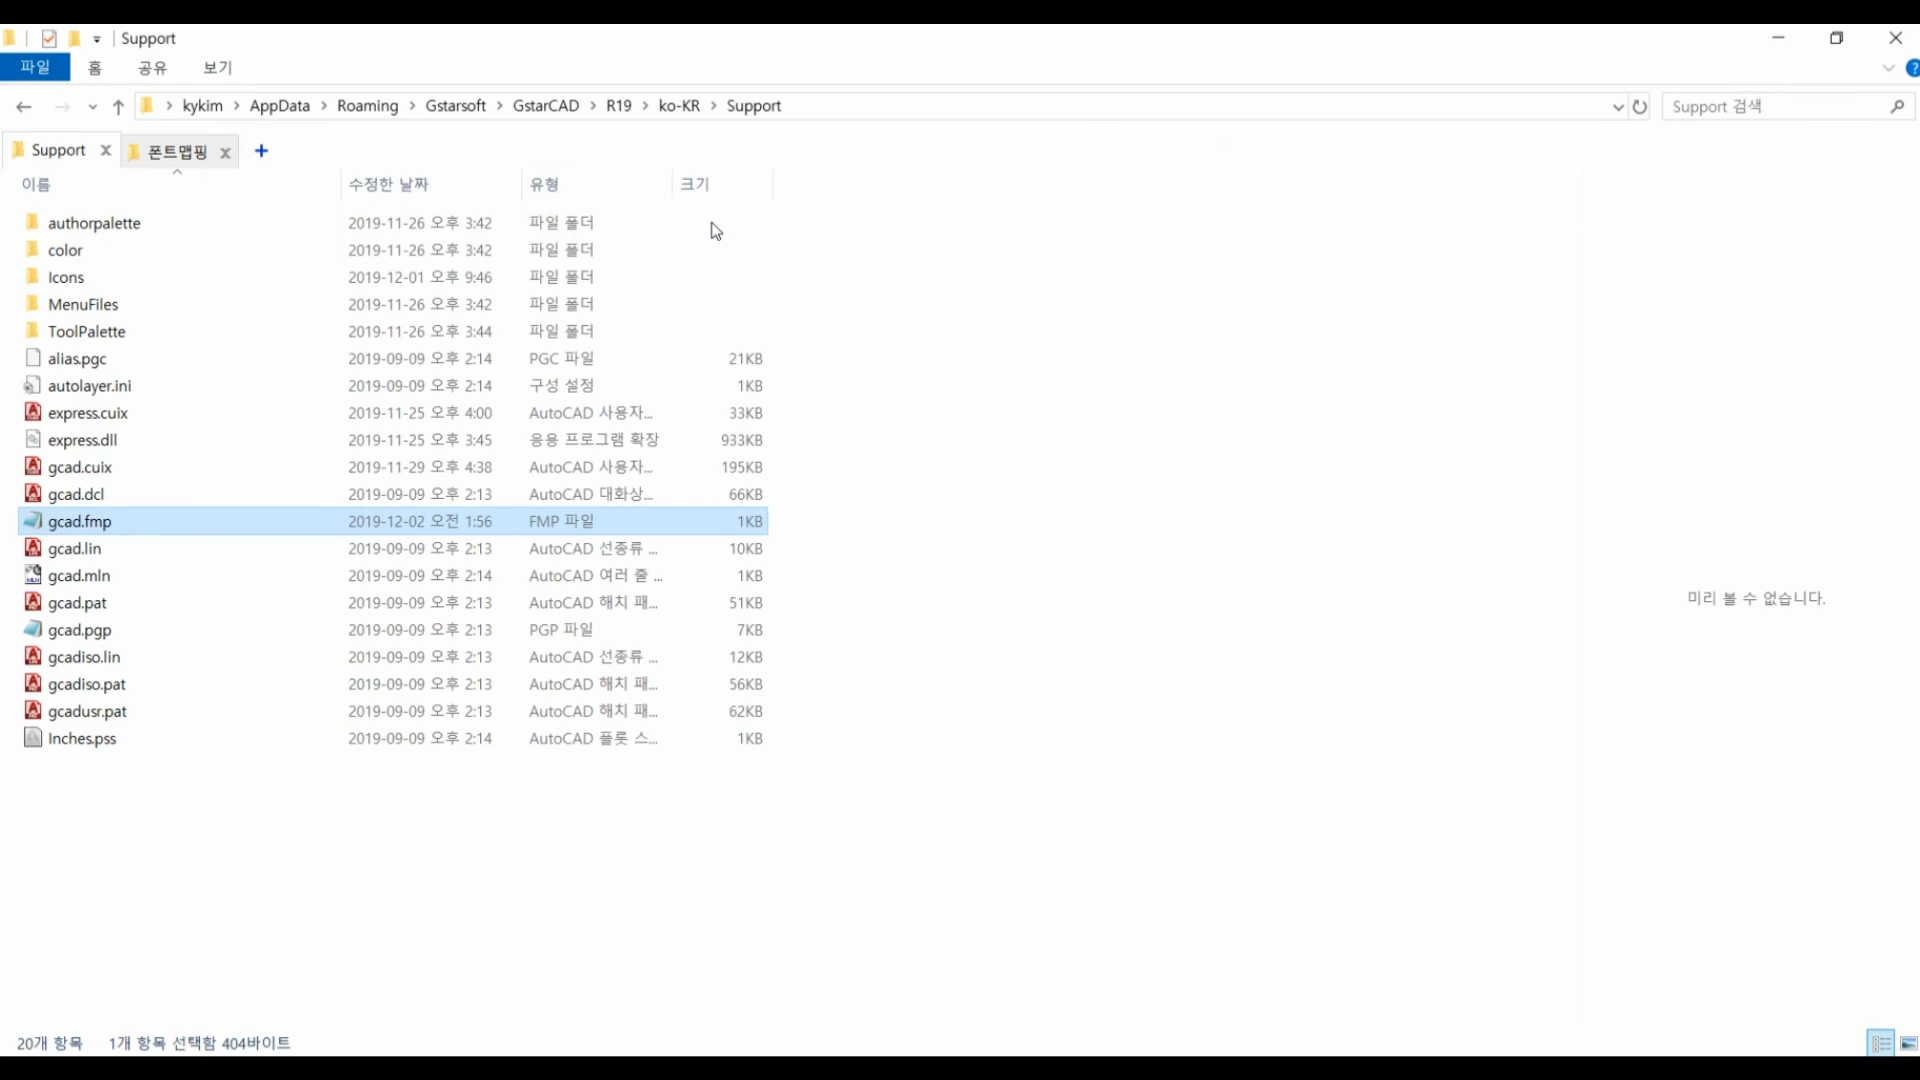 Support
파일 홈 공유 보기
kykim > AppData > Roaming > Gstarsoft > GstarCAD > R19 > ko-KR > Support
Support 검색
Support 폰트맵핑
이름 수정한 날짜 유형 크기
authorpalette 2019-11-26 오후 3:42 파일 폴더
color 2019-11-26 오후 3:42 파일 폴더
Icons 2019-12-01 오후 9:46 파일 폴더
MenuFiles 2019-11-26 오후 3:42 파일 폴더
ToolPalette 2019-11-26 오후 3:44 파일 폴더
alias.pgc 2019-09-09 오후 2:14 PGC 파일 21KB
autolayer.ini 2019-09-09 오후 2:14 구성 설정 1KB
express.cuix 2019-11-25 오후 4:00 AutoCAD 사용자... 33KB
express.dll 2019-11-25 오후 3:45 응용 프로그램 확장 933KB
gcad.cuix 2019-11-29 오후 4:38 AutoCAD 사용자... 195KB
gcad.dcl 2019-09-09 오후 2:13 AutoCAD 대화상... 66KB
gcad.fmp 2019-12-02 오전 1:56 FMP 파일 1KB
gcad.lin 2019-09-09 오후 2:13 AutoCAD 선종류 ... 10KB
gcad.mln 2019-09-09 오후 2:14 AutoCAD 여러 줄 ... 1KB
gcad.pat 2019-09-09 오후 2:13 AutoCAD 해치 패... 51KB
gcad.pgp 2019-09-09 오후 2:13 PGP 파일 7KB
gcadiso.lin 2019-09-09 오후 2:13 AutoCAD 선종류 ... 12KB
gcadiso.pat 2019-09-09 오후 2:13 AutoCAD 해치 패... 56KB
gcadusr.pat 2019-09-09 오후 2:13 AutoCAD 해치 패... 62KB
Inches.pss 2019-09-09 오후 2:14 AutoCAD 플롯 스... 1KB
미리 볼 수 없습니다.
20개 항목 1개 항목 선택함 404바이트